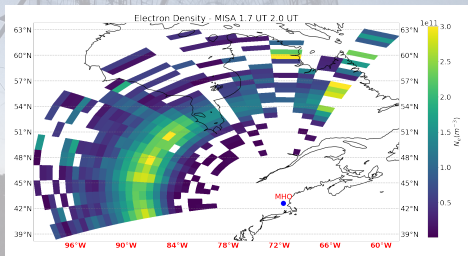 Electron Density - MISA 1.7 UT 2.0 UT
1e11
63°N 63°N 3.0
60°N 60°N
57°N 57°N 2.5
54°N 54°N 2.0
51°N 51°N
48°N 48°N 1.5
45°N 45°N 1.0
MHO
42°N 42°N 0.5
39°N 39°N
96°W 90°W 84°W 78°W 72°W 66°W 60°W